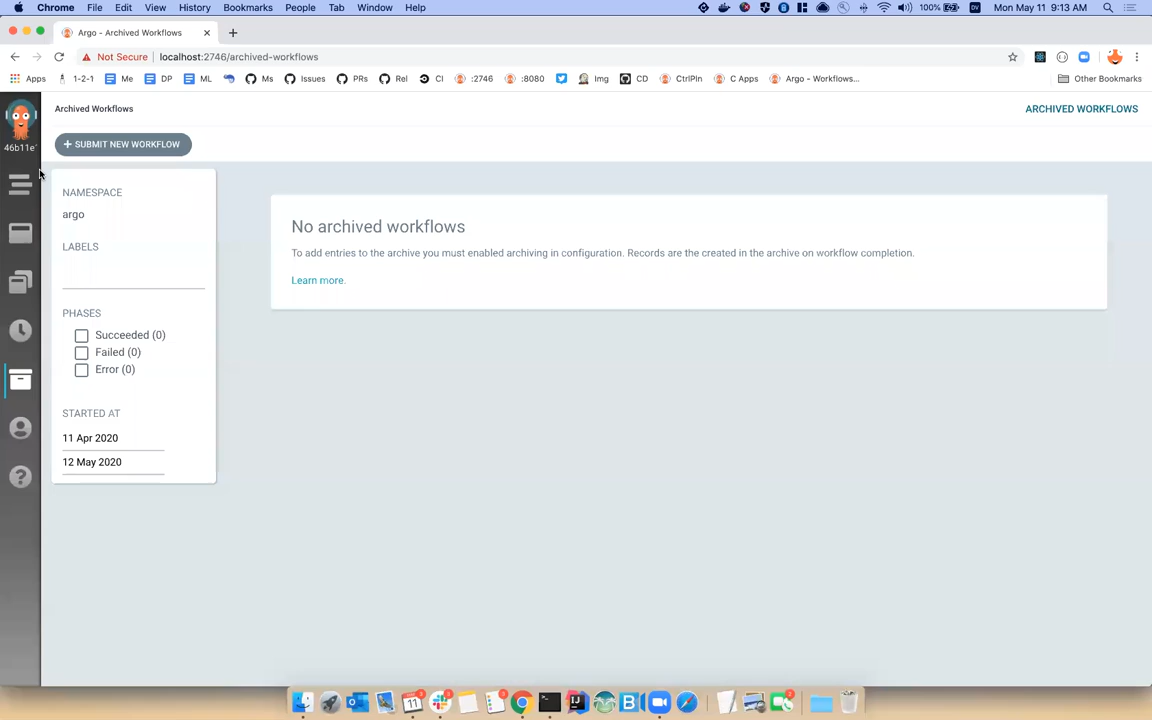 Chrome File Edit View History Bookmarks People Tab Window Help 100% DV Mon May 11 9:13 AM
Argo - Archived Workflows
Not Secure localhost:2746/archived-workflows
Apps 1-2-1 Me DP ML Ms Issues PRs Rel CI :2746 :8080 Img CD CtrlPln C Apps Argo - Workflows... Other Bookmarks
Archived Workflows ARCHIVED WORKFLOWS
46b11e
+ SUBMIT NEW WORKFLOW
NAMESPACE
argo
LABELS
PHASES
Succeeded (0)
Failed (0)
Error (0)
STARTED AT
11 Apr 2020
12 May 2020
No archived workflows
To add entries to the archive you must enabled archiving in configuration. Records are the created in the archive on workflow completion.
Learn more.